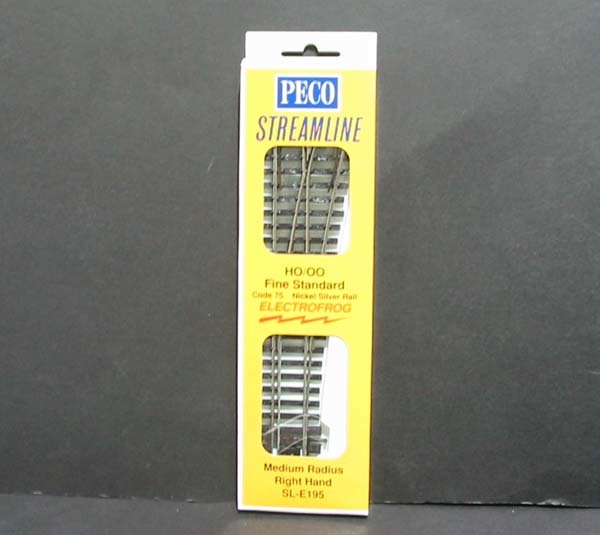 PECO
STREAMLINE
HO/OO
Fine Standard
Code 75 Nickel Silver Rail
ELECTROFROG
Medium Radius
Right Hand
SL-E195